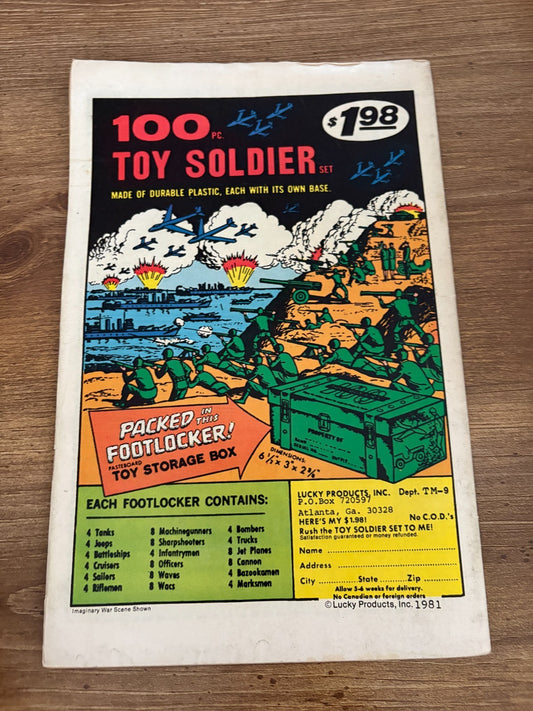 100 PC.
$1.98
TOY SOLDIER SET
MADE OF DURABLE PLASTIC, EACH WITH ITS OWN BASE.
PACKED IN THIS
FOOTLOCKER!
PASTEBOARD
TOY STORAGE BOX
PROPERTY OF
DIMENSIONS:
6 1/8" x 3" x 2 3/8"
EACH FOOTLOCKER CONTAINS:
4 Tanks
4 Jeeps
4 Battleships
4 Cruisers
4 Sailors
4 Riflemen
8 Machinegunners
8 Sharpshooters
4 Infantrymen
8 Officers
8 Waves
8 Wacs
4 Bombers
4 Trucks
8 Jet Planes
8 Cannon
4 Bazookamen
4 Marksmen
LUCKY PRODUCTS, INC. Dept. TM-9
P.O.Box 720597
Atlanta, Ga. 30328
HERE'S MY $1.98! No C.O.D.'s
Rush the TOY SOLDIER SET TO ME!
Satisfaction guaranteed or money refunded.
Name
Address
City State Zip
Allow 3-6 weeks for delivery.
No Canadian or foreign orders
Imaginary War Scene Shown
©Lucky Products, Inc. 1981